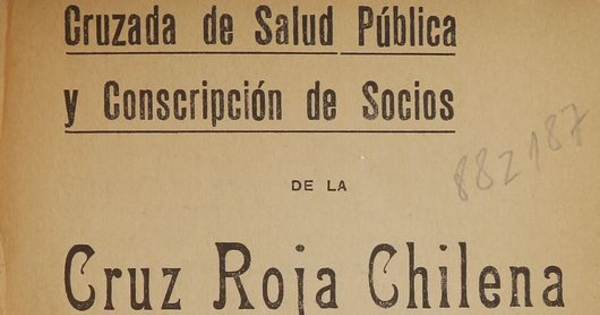 Cruzada de Salud Pública
y Conscripción de Socios
DE LA
882187
Cruz Roja Chilena